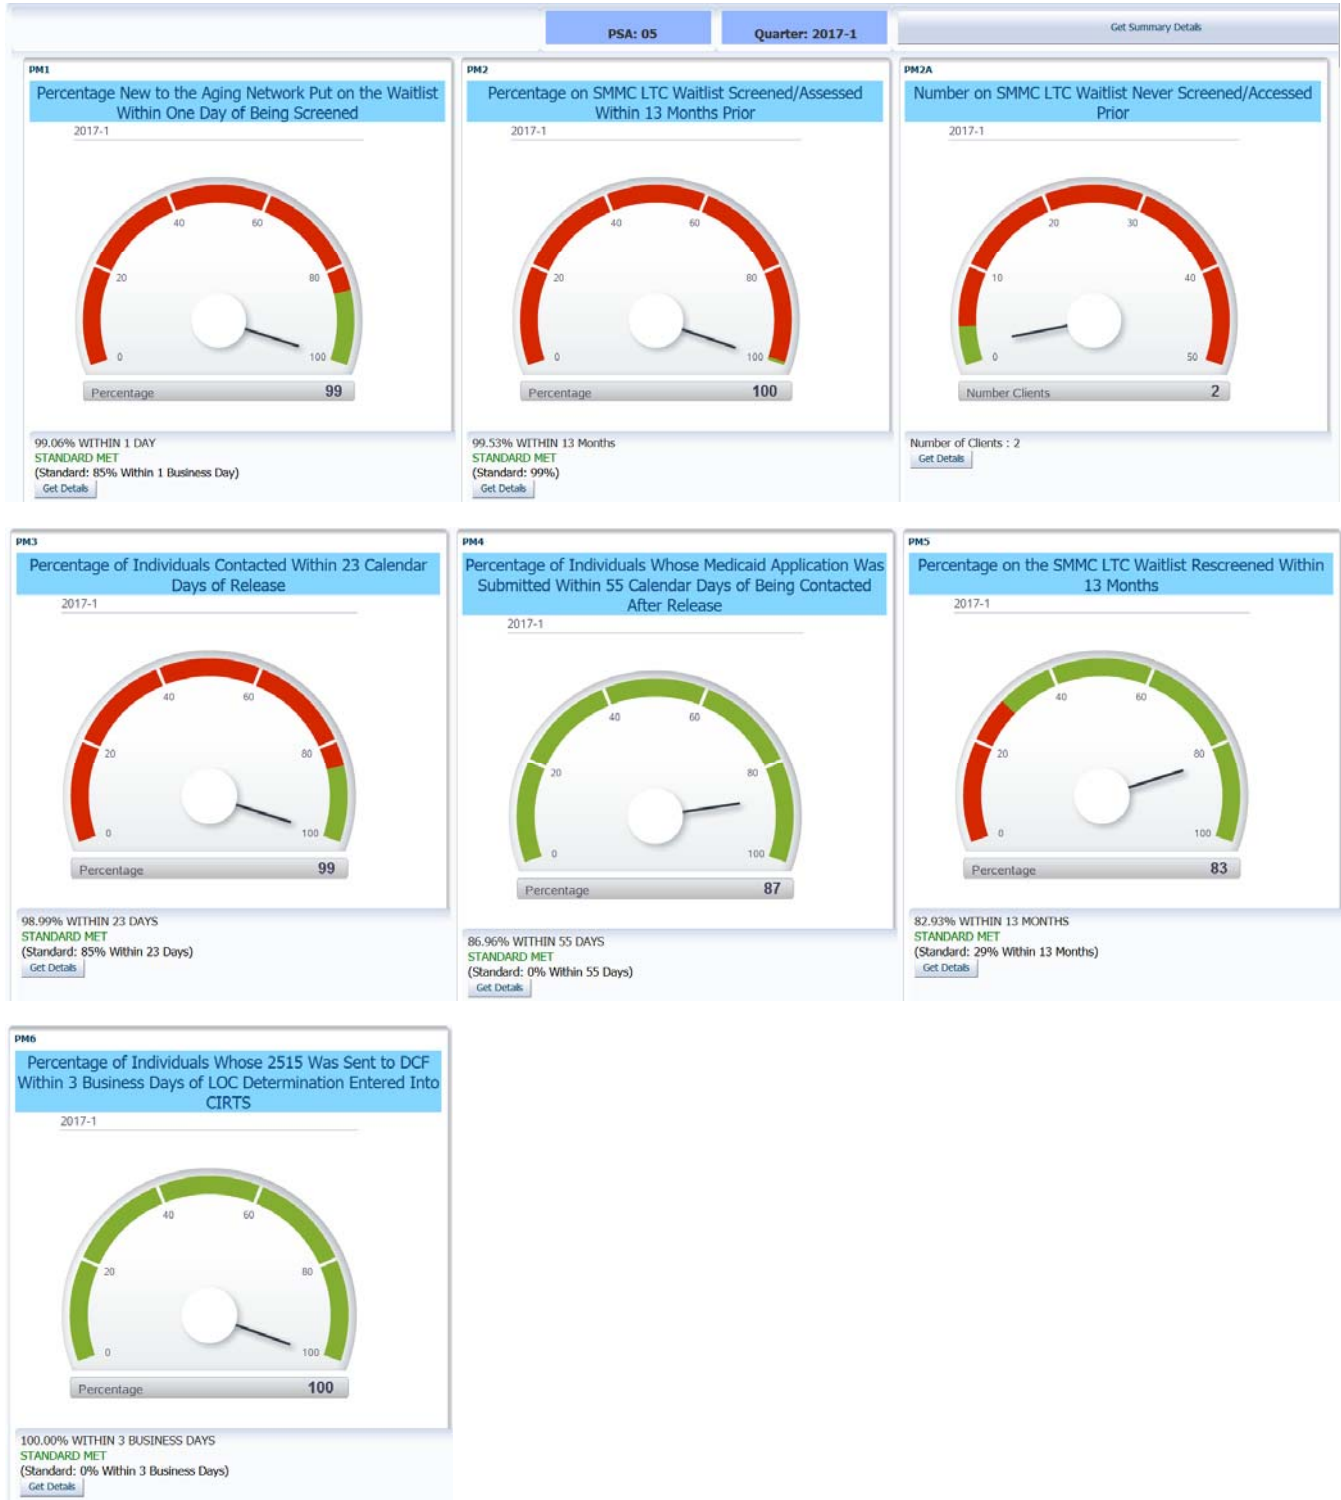 PSA: 05
Quarter: 2017-1
Get Summary Details
PM1
Percentage New to the Aging Network Put on the Waitlist
Within One Day of Being Screened
2017-1
0
20
40
60
80
100
Percentage 99
99.06% WITHIN 1 DAY
STANDARD MET
(Standard: 85% Within 1 Business Day)
Get Details
PM2
Percentage on SMMC LTC Waitlist Screened/Assessed
Within 13 Months Prior
2017-1
0
20
40
60
80
100
Percentage 100
99.53% WITHIN 13 Months
STANDARD MET
(Standard: 99%)
Get Details
PM2A
Number on SMMC LTC Waitlist Never Screened/Accessed
Prior
2017-1
0
10
20
30
40
50
Number Clients 2
Number of Clients : 2
Get Details
PM3
Percentage of Individuals Contacted Within 23 Calendar
Days of Release
2017-1
0
20
40
60
80
100
Percentage 99
98.99% WITHIN 23 DAYS
STANDARD MET
(Standard: 85% Within 23 Days)
Get Details
PM4
Percentage of Individuals Whose Medicaid Application Was
Submitted Within 55 Calendar Days of Being Contacted
After Release
2017-1
0
20
40
60
80
100
Percentage 87
86.96% WITHIN 55 DAYS
STANDARD MET
(Standard: 0% Within 55 Days)
Get Details
PM5
Percentage on the SMMC LTC Waitlist Rescreened Within
13 Months
2017-1
0
20
40
60
80
100
Percentage 83
82.93% WITHIN 13 MONTHS
STANDARD MET
(Standard: 29% Within 13 Months)
Get Details
PM6
Percentage of Individuals Whose 2515 Was Sent to DCF
Within 3 Business Days of LOC Determination Entered Into
CIRTS
2017-1
0
20
40
60
80
100
Percentage 100
100.00% WITHIN 3 BUSINESS DAYS
STANDARD MET
(Standard: 0% Within 3 Business Days)
Get Details